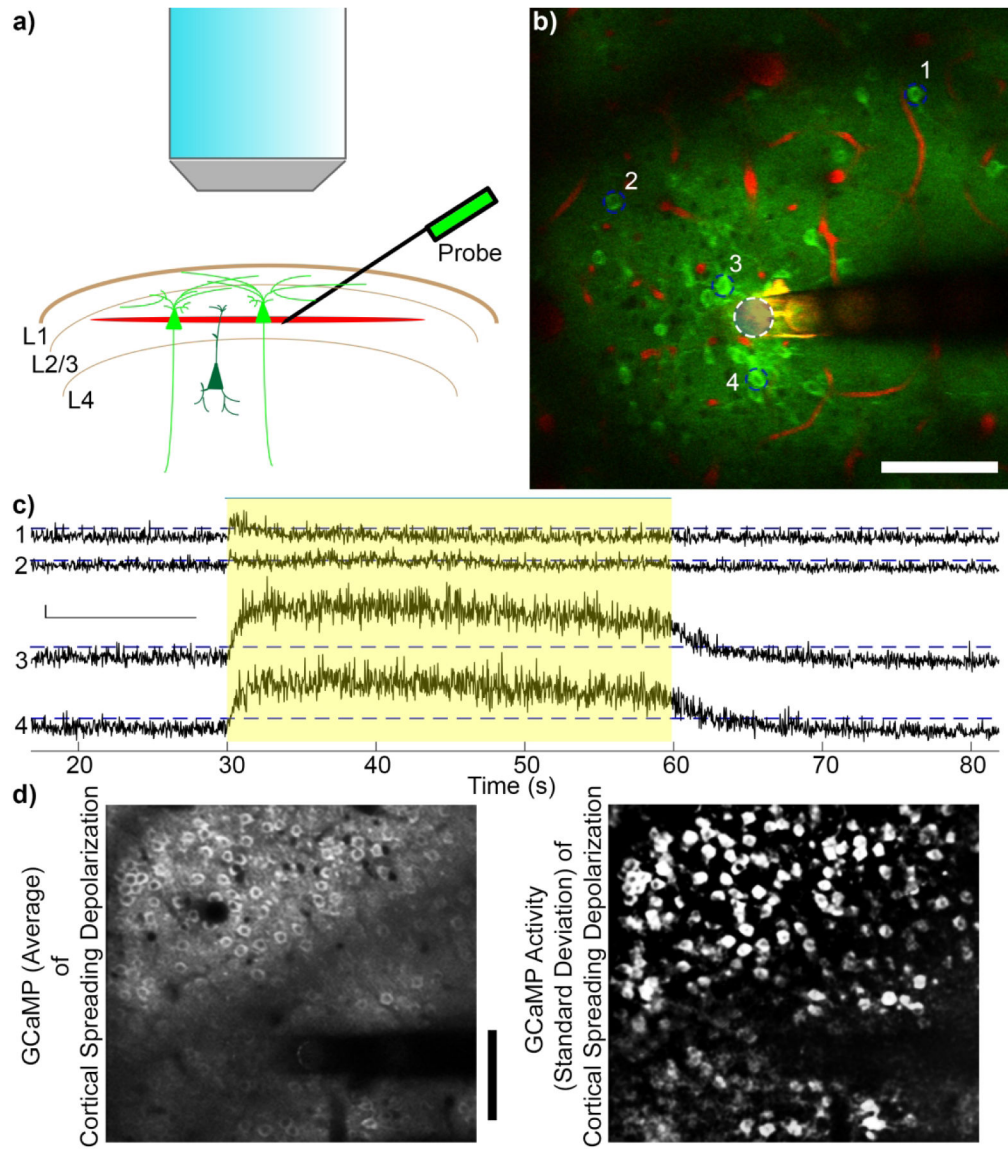 a)
Probe
L1
L2/3
L4
b)
1
2
3
4
c)
1
2
3
4
20 30 40 50 60 70 80
Time (s)
d)
GCaMP (Average)
of
Cortical Spreading Depolarization
GCaMP Activity
(Standard Deviation) of
Cortical Spreading Depolarization